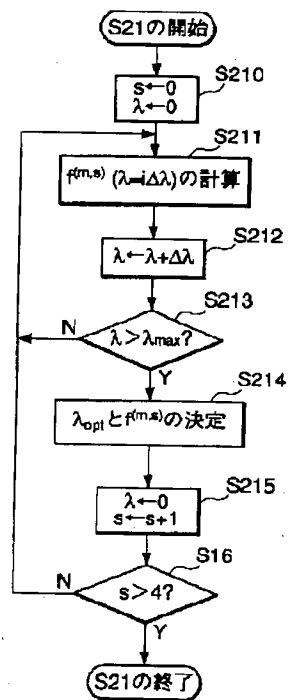 S21の開始
S210
s←0
λ←0
S211
f(m,s) (λ=iΔλ)の計算
S212
λ←λ+Δλ
S213
N
λ>λmax?
Y
S214
λoptとf(m,s)の決定
S215
λ←0
s←s+1
S16
N
s>4?
Y
S21の終了